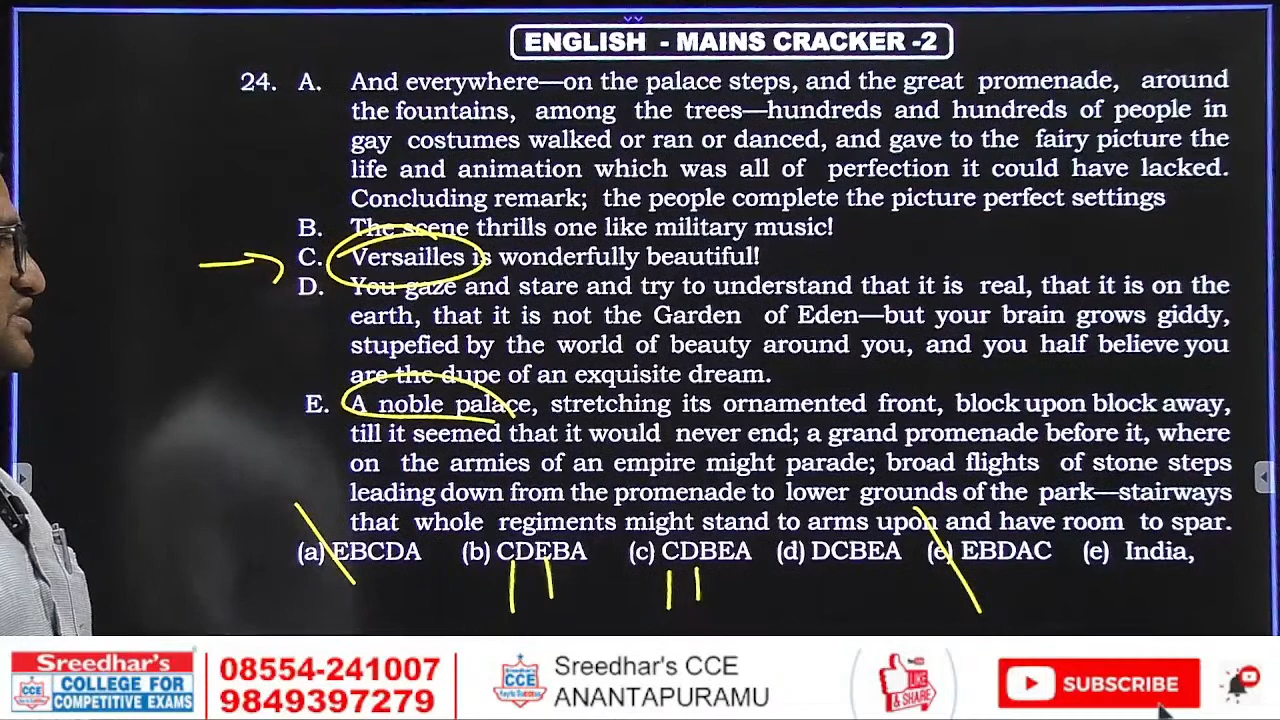 ENGLISH - MAINS CRACKER -2
24. A. And everywhere—on the palace steps, and the great promenade, around
the fountains, among the trees—hundreds and hundreds of people in
gay costumes walked or ran or danced, and gave to the fairy picture the
life and animation which was all of perfection it could have lacked.
Concluding remark; the people complete the picture perfect settings
B. The scene thrills one like military music!
C. Versailles is wonderfully beautiful!
D. You gaze and stare and try to understand that it is real, that it is on the
earth, that it is not the Garden of Eden—but your brain grows giddy,
stupefied by the world of beauty around you, and you half believe you
are the dupe of an exquisite dream.
E. A noble palace, stretching its ornamented front, block upon block away,
till it seemed that it would never end; a grand promenade before it, where
on the armies of an empire might parade; broad flights of stone steps
leading down from the promenade to lower grounds of the park—stairways
that whole regiments might stand to arms upon and have room to spar.
(a) EBCDA (b) CDEBA (c) CDBEA (d) DCBEA (e) EBDAC (e) India,
Sreedhar's
CCE
COLLEGE FOR
COMPETITIVE EXAMS
08554-241007
9849397279
CCE
Sreedhar's CCE
ANANTAPURAMU
LIKE
& SHARE
SUBSCRIBE